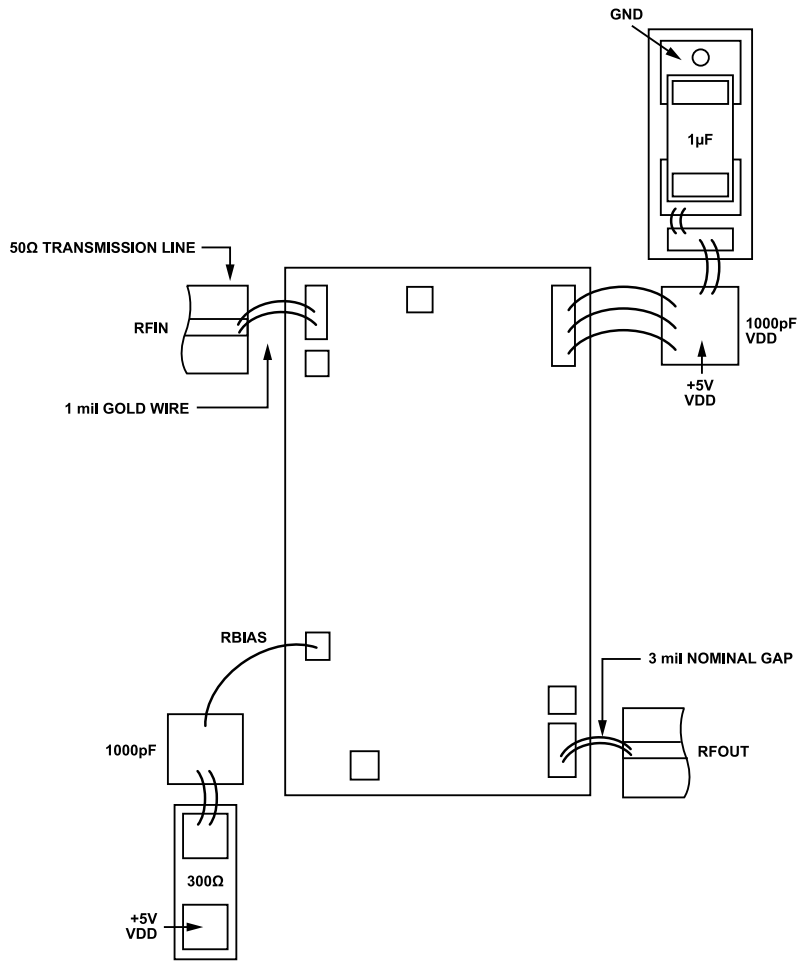 GND
1µF
50Ω TRANSMISSION LINE
RFIN
1 mil GOLD WIRE
1000pF
VDD
+5V
VDD
RBIAS
3 mil NOMINAL GAP
1000pF
RFOUT
300Ω
+5V
VDD